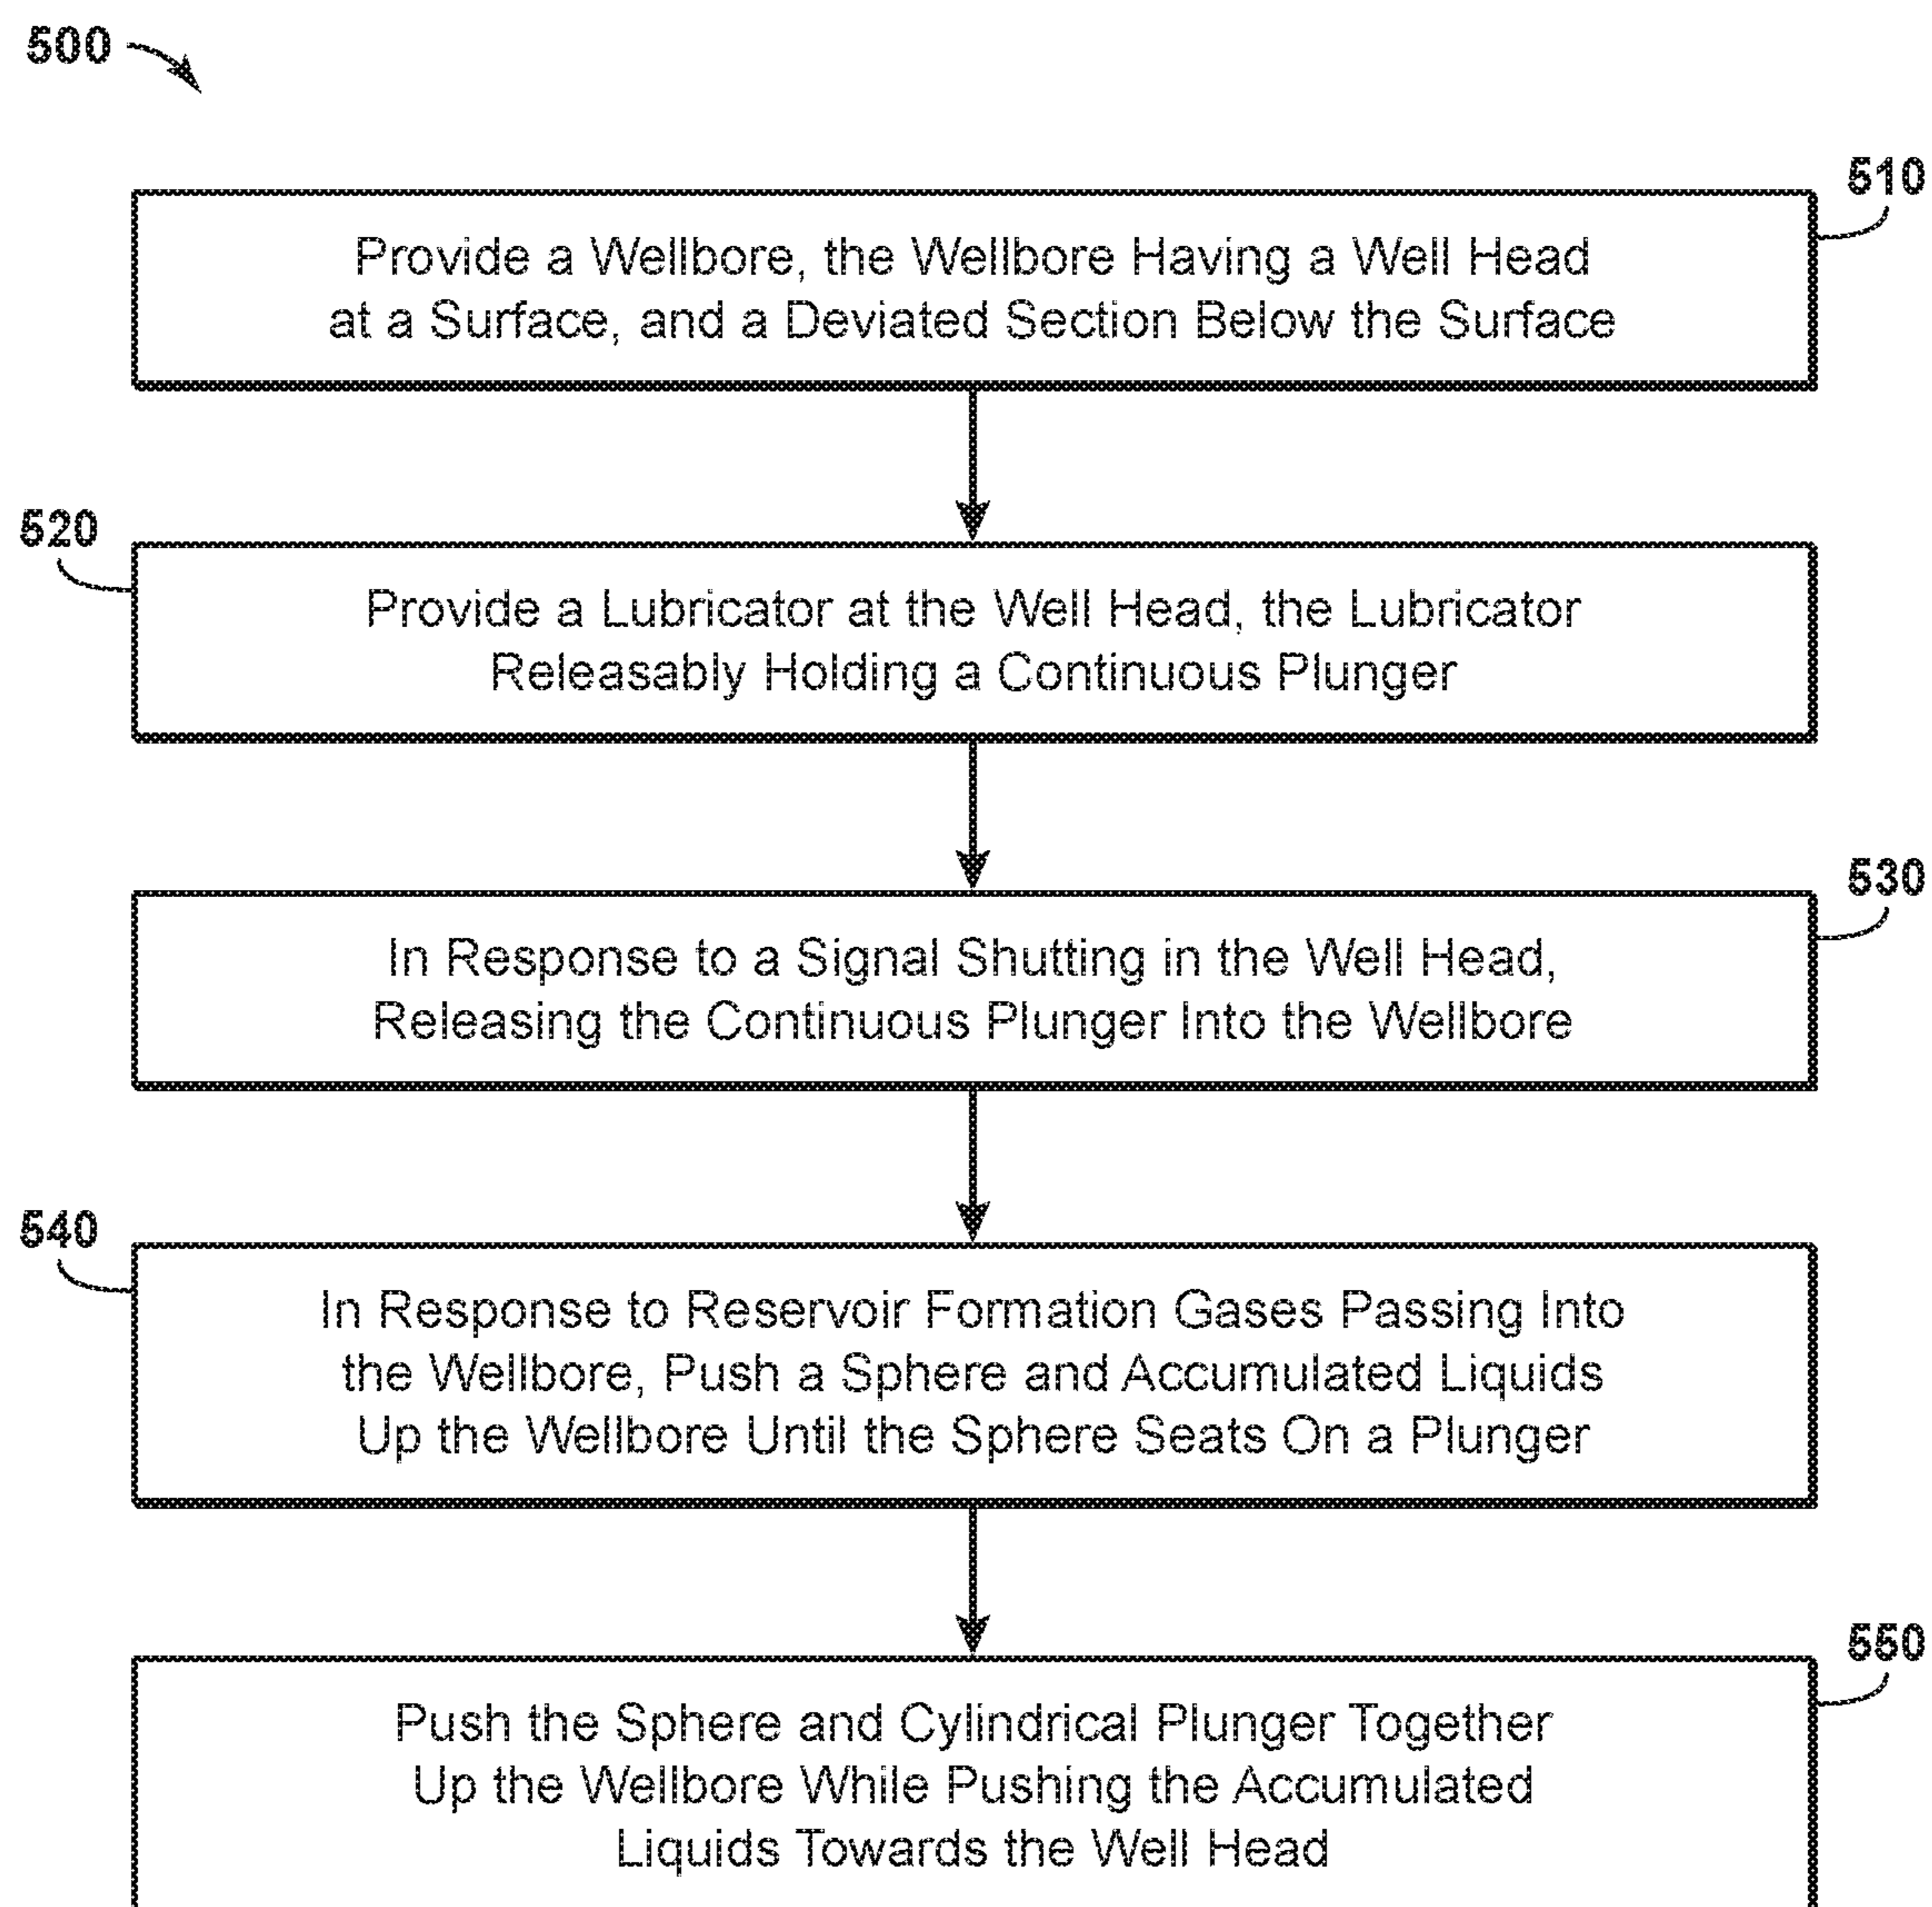 500
510
Provide a Wellbore, the Wellbore Having a Well Head
at a Surface, and a Deviated Section Below the Surface
520
Provide a Lubricator at the Well Head, the Lubricator
Releasably Holding a Continuous Plunger
530
In Response to a Signal Shutting in the Well Head,
Releasing the Continuous Plunger Into the Wellbore
540
In Response to Reservoir Formation Gases Passing Into
the Wellbore, Push a Sphere and Accumulated Liquids
Up the Wellbore Until the Sphere Seats On a Plunger
550
Push the Sphere and Cylindrical Plunger Together
Up the Wellbore While Pushing the Accumulated
Liquids Towards the Well Head